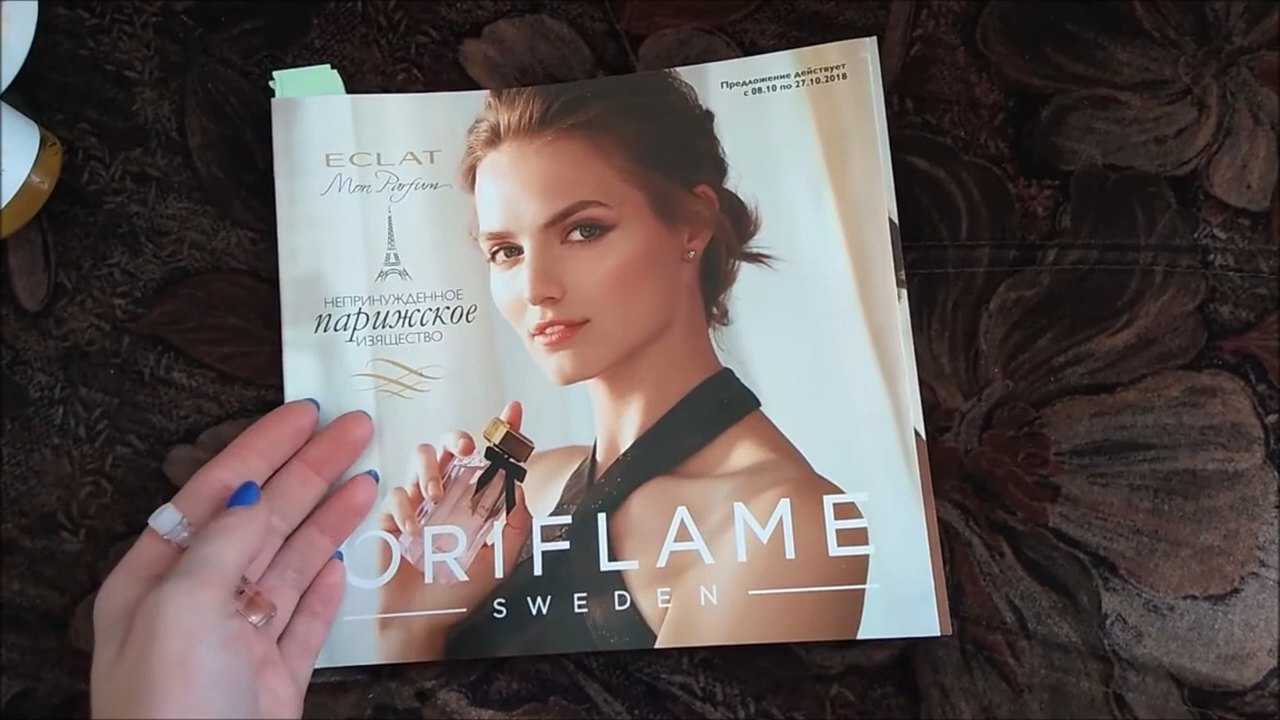 Предложение действует
с 08.10 по 27.10.2018
ECLAT
Mon Parfum
НЕПРИНУЖДЕННОЕ
парижское
ИЗЯЩЕСТВО
ORIFLAME
SWEDEN